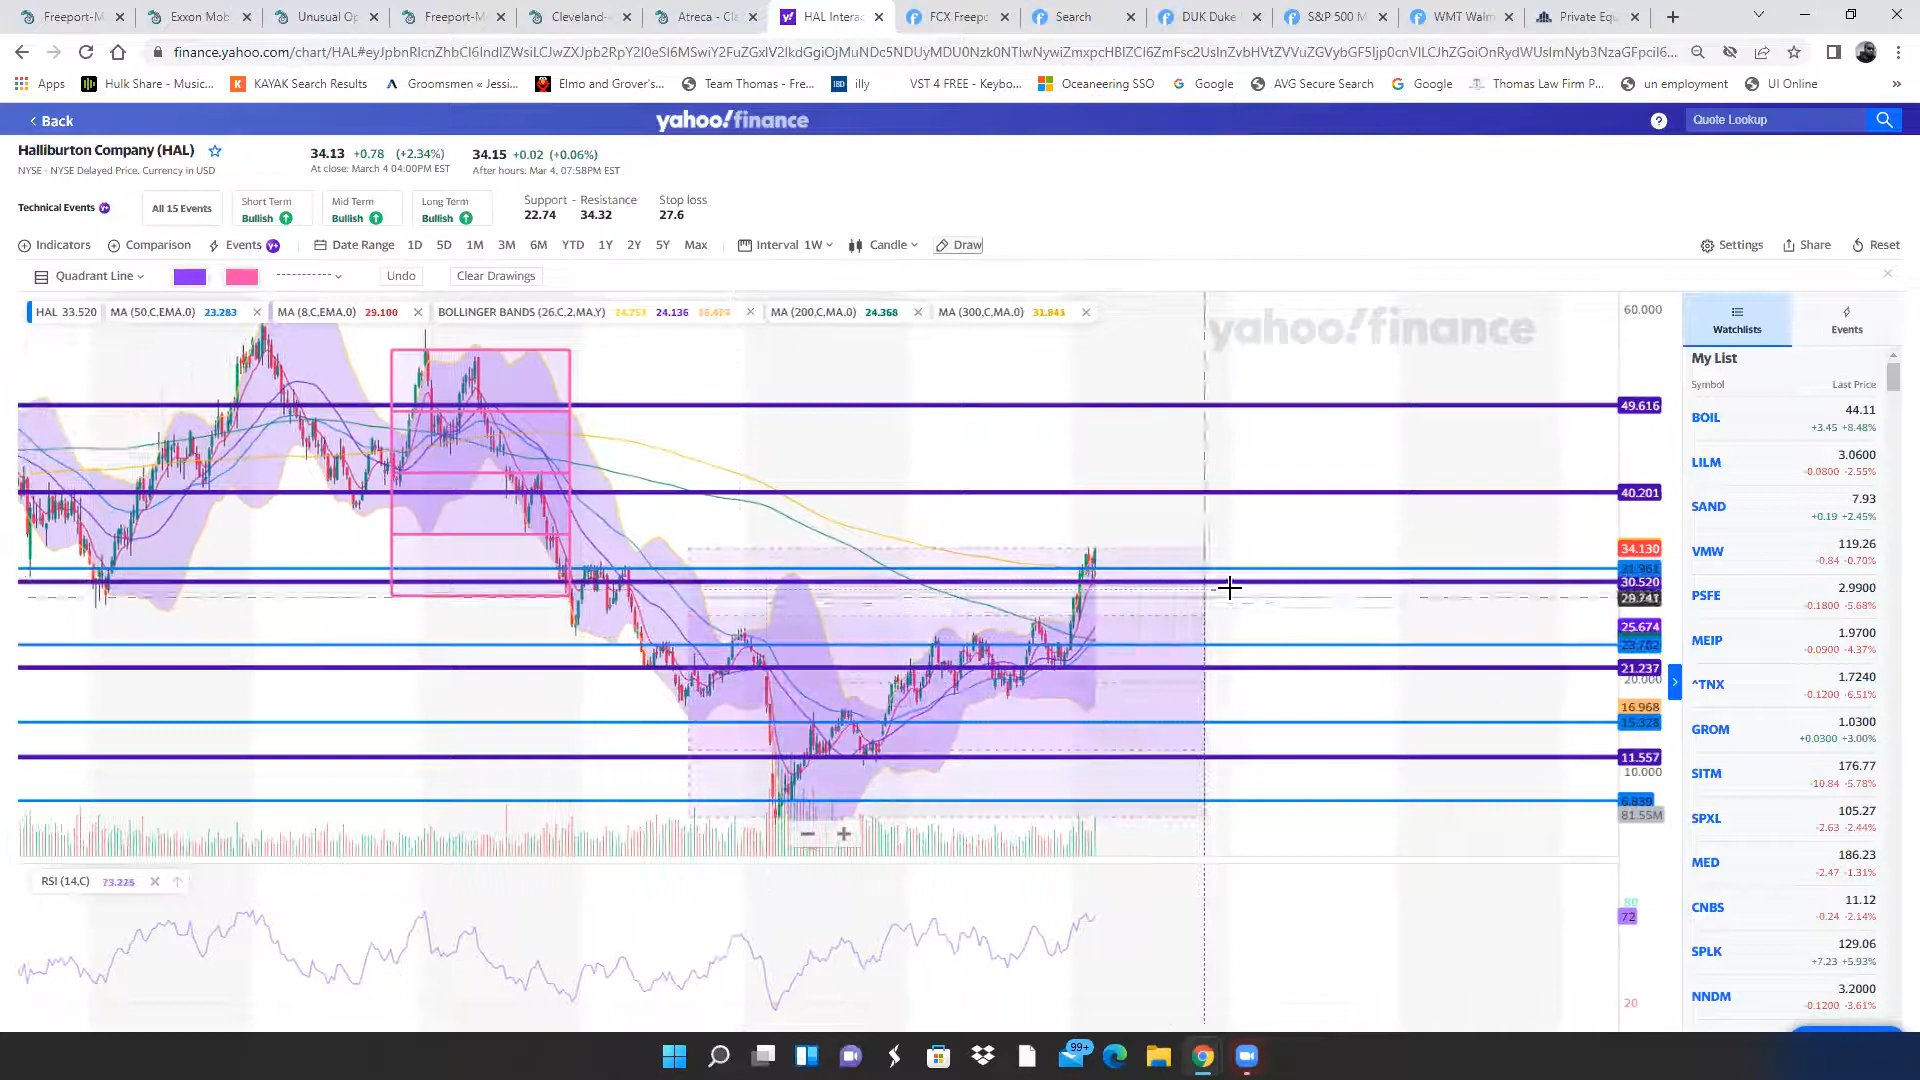 Freeport-M
Exxon Mob
Unusual Op
Freeport-M
Cleveland-
Atreca - Cla
HAL Interac
FCX Freepo
Search
DUK Duke
S&P 500 M
WMT Walm
Private Equ
Apps
Hulk Share - Music...
KAYAK Search Results
Groomsmen « Jessi...
Elmo and Grover's...
Team Thomas - Fre...
illy
VST 4 FREE - Keybo...
Oceaneering SSO
Google
AVG Secure Search
Google
Thomas Law Firm P...
un employment
UI Online
Back
yahoo!finance
Quote Lookup
Halliburton Company (HAL)
34.13 +0.78 (+2.34%)
34.15 +0.02 (+0.06%)
NYSE - NYSE Delayed Price. Currency in USD
At close: March 4 04:00PM EST
After hours: Mar 4, 07:58PM EST
Technical Events
All 15 Events
Short Term
Bullish
Mid Term
Bullish
Long Term
Bullish
Support - Resistance
22.74 34.32
Stop loss
27.6
Indicators
Comparison
Events
Date Range 1D 5D 1M 3M 6M YTD 1Y 2Y 5Y Max
Interval 1W
Candle
Draw
Settings
Share
Reset
Quadrant Line
Undo
Clear Drawings
HAL 33.520
MA (50,C,EMA,0) 23.283
MA (8,C,EMA,0) 29.100
BOLLINGER BANDS (26,C,2,MA,Y) 24.136
MA (200,C,MA,0) 24.368
MA (300,C,MA,0) 31.843
yahoo!finance
60.000
49.616
40.201
34.130
31.961
30.520
29.741
25.674
23.702
21.237
20.000
16.968
15.328
11.557
10.000
6.839
81.55M
RSI (14,C) 73.225
80
72
20
Watchlists
Events
My List
Symbol Last Price
BOIL 44.11
+3.45 +8.48%
LILM 3.0600
-0.0800 -2.55%
SAND 7.93
+0.19 +2.45%
VMW 119.26
-0.84 -0.70%
PSFE 2.9900
-0.1800 -5.68%
MEIP 1.9700
-0.0900 -4.37%
^TNX 1.7240
-0.1200 -6.51%
GROM 1.0300
+0.0300 +3.00%
SITM 176.77
-10.84 -5.78%
SPXL 105.27
-2.63 -2.44%
MED 186.23
-2.47 -1.31%
CNBS 11.12
-0.24 -2.14%
SPLK 129.06
+7.23 +5.93%
NNDM 3.2000
-0.1200 -3.61%
99+